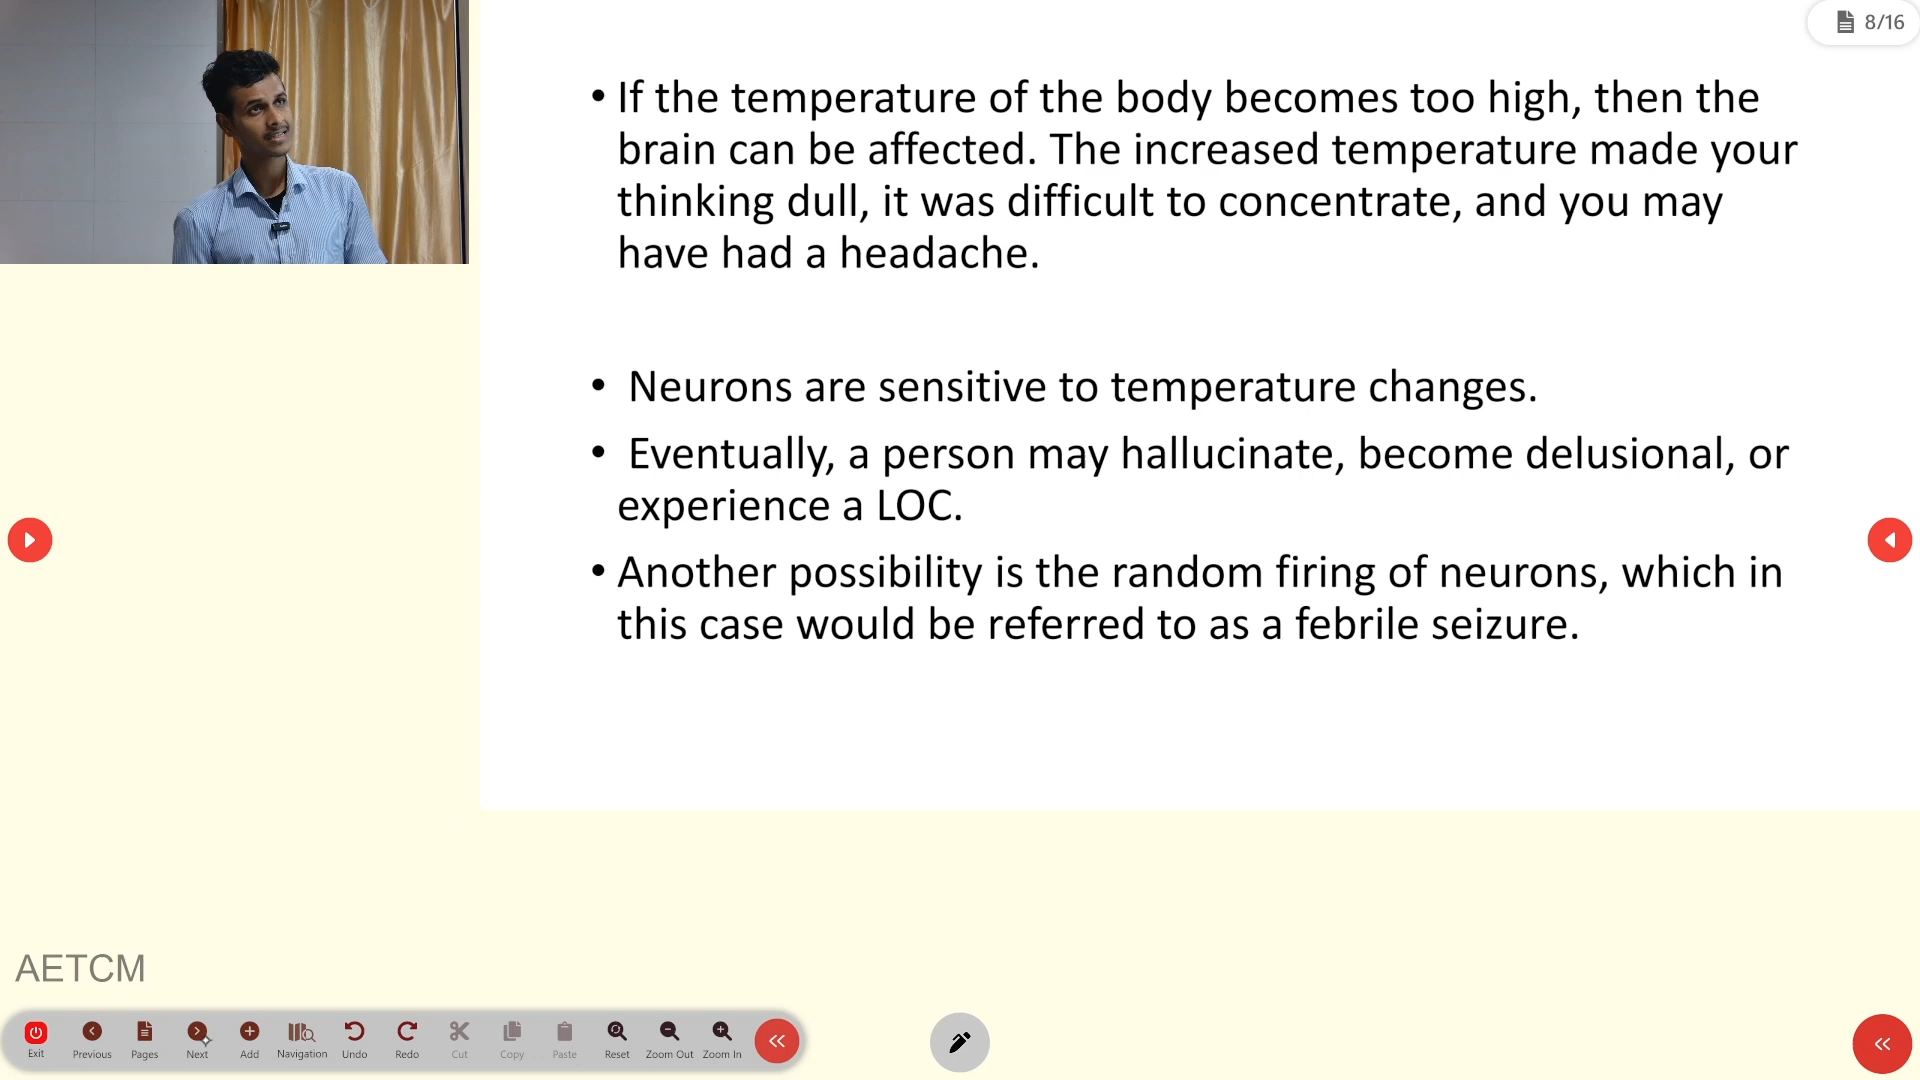 8/16
• If the temperature of the body becomes too high, then the
brain can be affected. The increased temperature made your
thinking dull, it was difficult to concentrate, and you may
have had a headache.
• Neurons are sensitive to temperature changes.
• Eventually, a person may hallucinate, become delusional, or
experience a LOC.
• Another possibility is the random firing of neurons, which in
this case would be referred to as a febrile seizure.
AETCM
Exit Previous Pages Next Add Navigation Undo Redo Cut Copy Paste Reset Zoom Out Zoom In